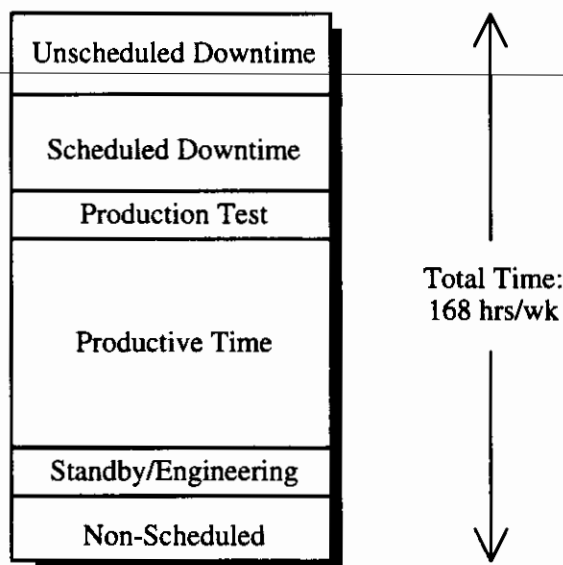 Unscheduled Downtime
Scheduled Downtime
Production Test
Productive Time
Standby/Engineering
Non-Scheduled
Total Time:
168 hrs/wk